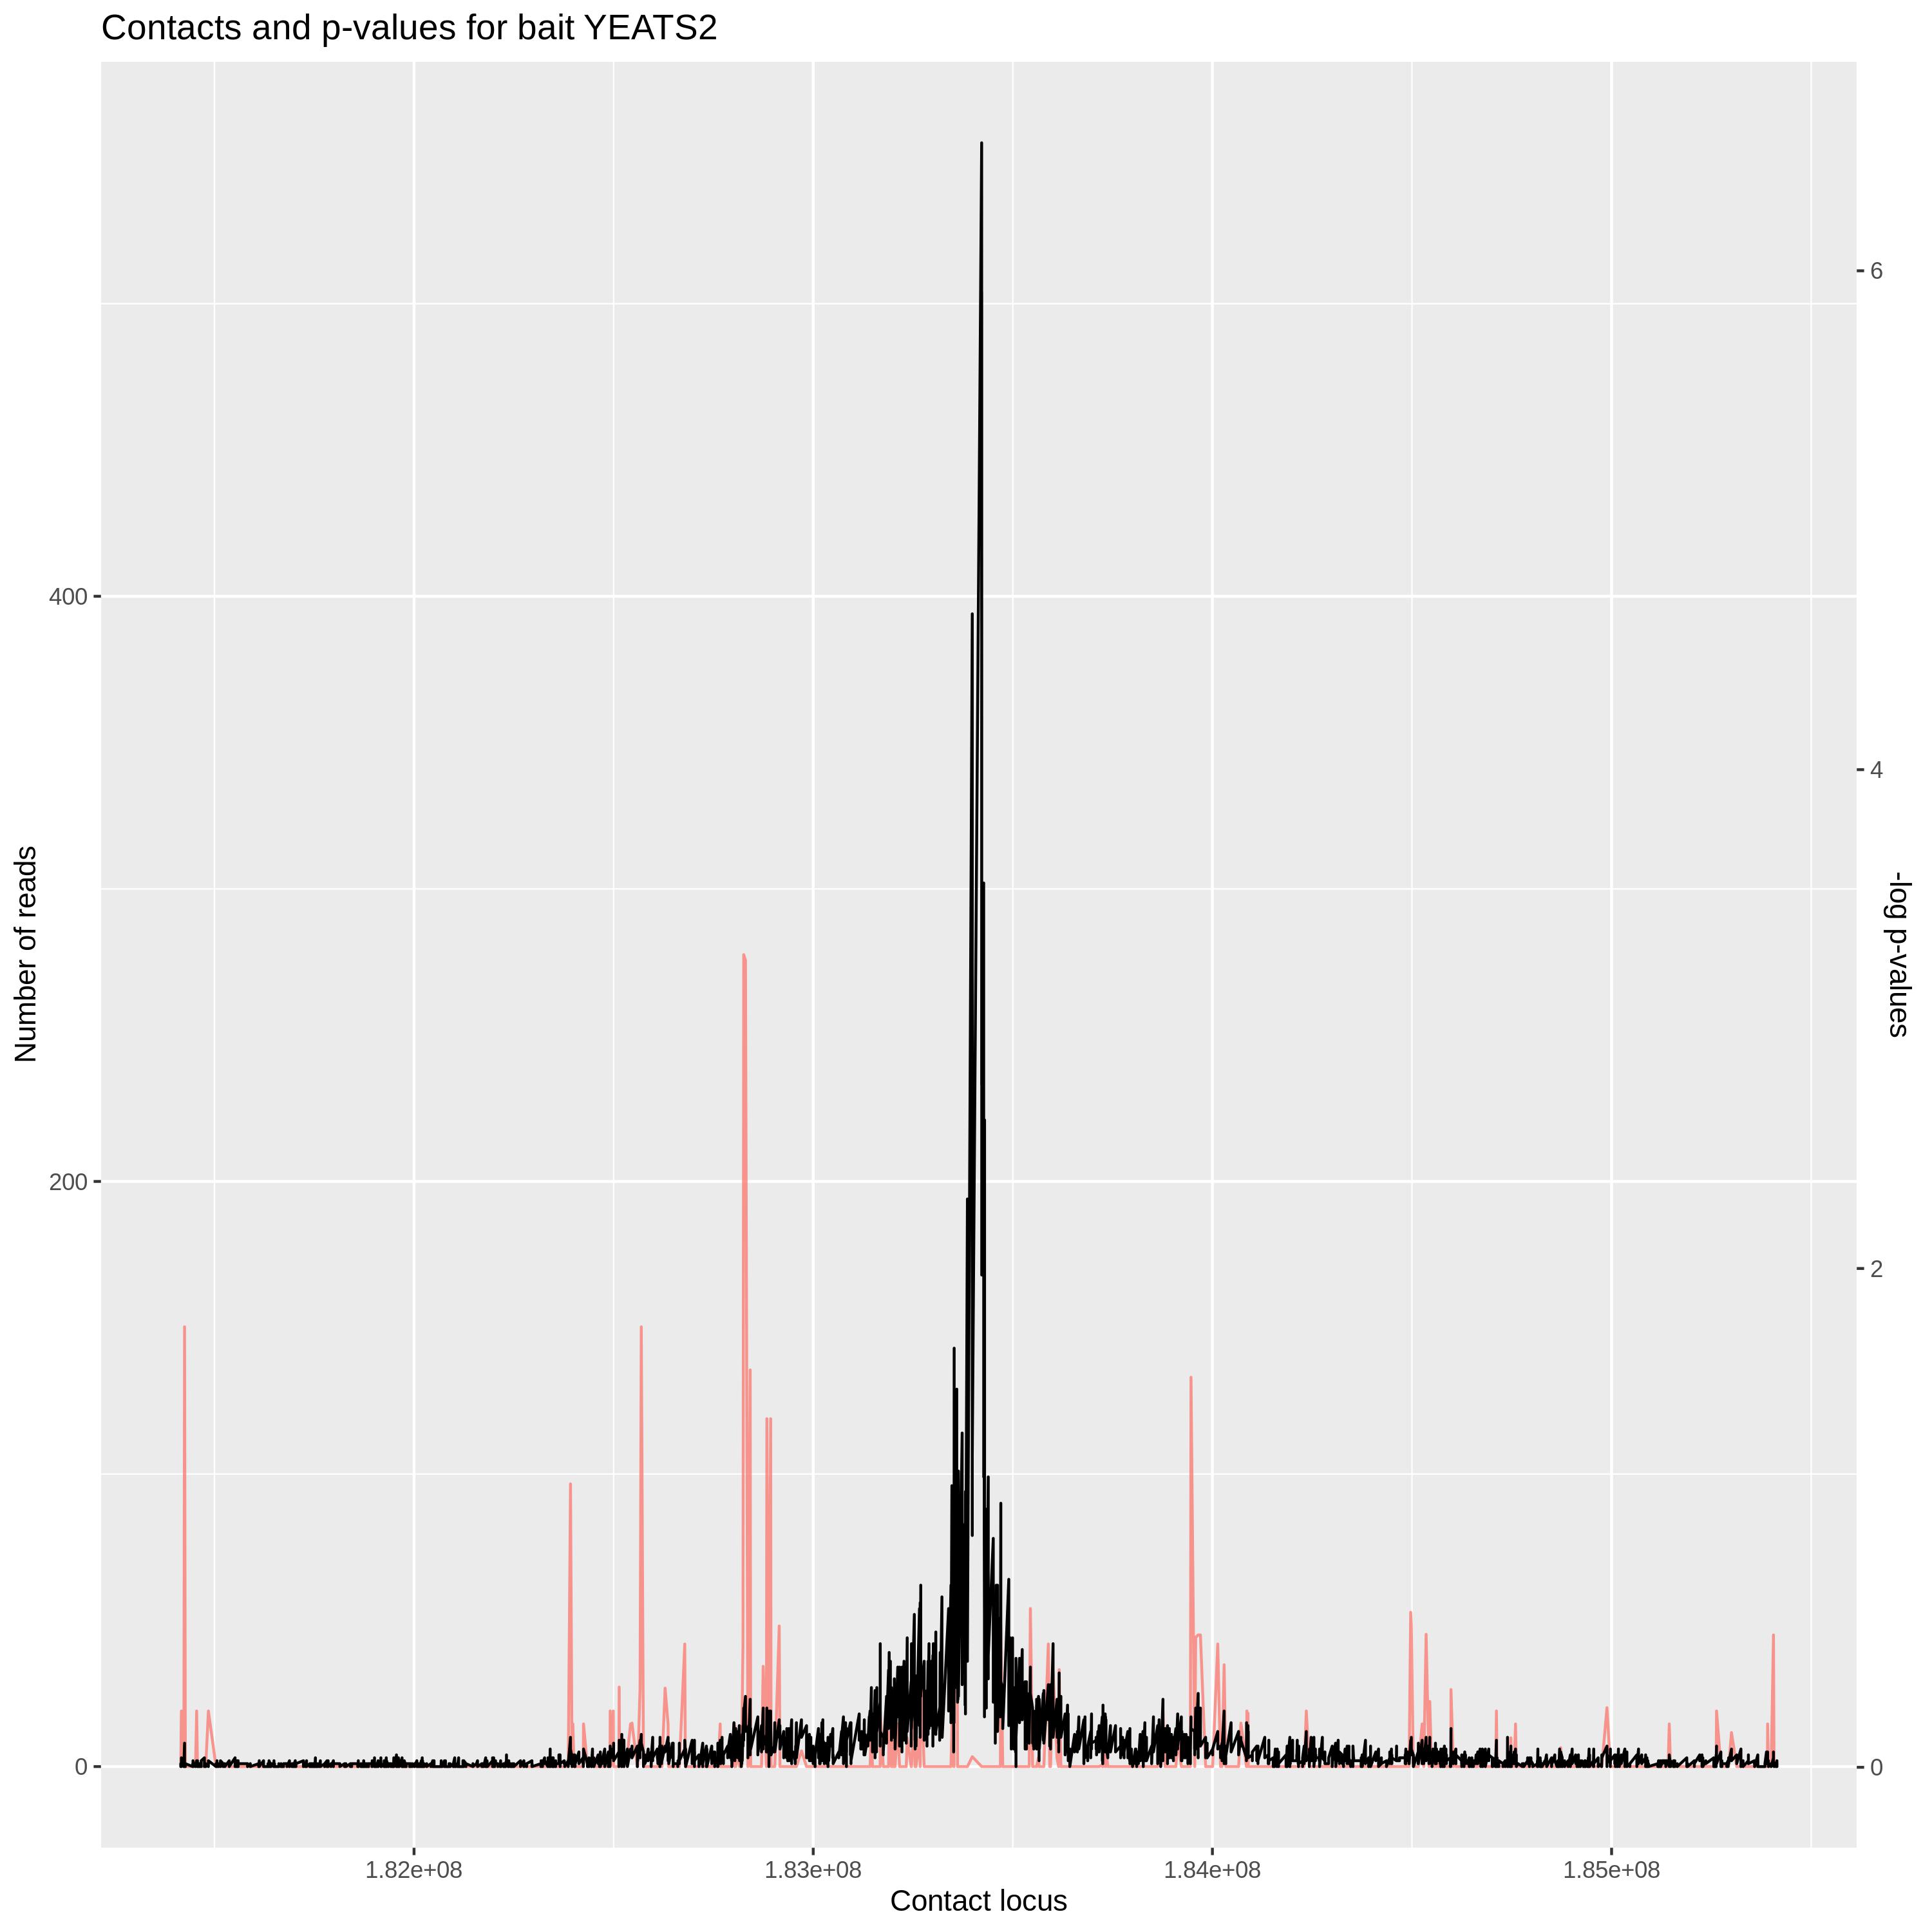 Contacts and p-values for bait YEATS2
Number of reads
400
200
0
6
4
2
0
-log p-values
1.82e+08
1.83e+08
1.84e+08
1.85e+08
Contact locus